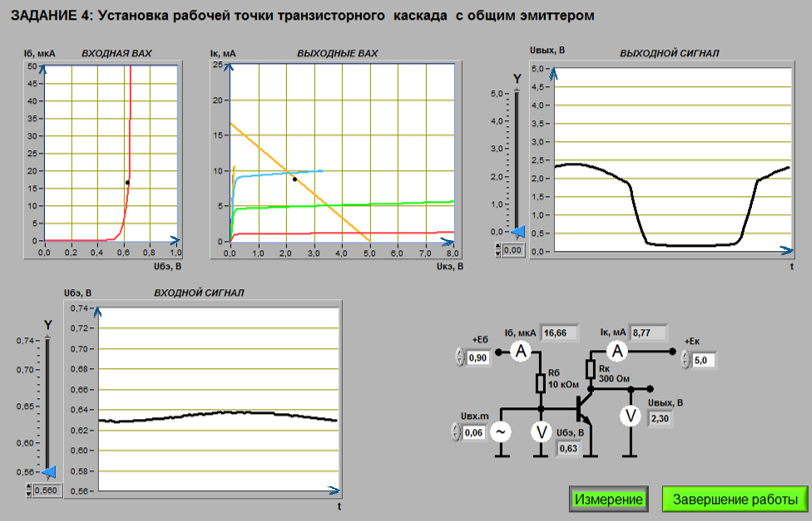 ЗАДАНИЕ 4: Установка рабочей точки транзисторного каскада с общим эмиттером
Iб, мкА ВХОДНАЯ ВАХ
50
45
40
35
30
25
20
15
10
5
0
0,0 0,2 0,4 0,6 0,8 1,0
Uбэ, В
Iк, мА ВЫХОДНЫЕ ВАХ
25
20
15
10
5
0
0,0 1,0 2,0 3,0 4,0 5,0 6,0 7,0 8,0
Uкэ, В
Uвых, В ВЫХОДНОЙ СИГНАЛ
Y
5,0
4,0
3,0
2,0
1,0
0,0
0,00
5,0
4,5
4,0
3,5
3,0
2,5
2,0
1,5
1,0
0,5
0,0
t
Uбэ, В ВХОДНОЙ СИГНАЛ
Y
0,74
0,70
0,65
0,60
0,56
0,560
0,74
0,72
0,70
0,68
0,66
0,64
0,62
0,60
0,58
0,56
t
Iб, мкА 16,66 Iк, мА 8,77
+Eб +Eк
0,90 A A 5,0
Rб
10 кОм
Rк
300 Ом
Uвх.m
0,06 ~ V V
Uбэ, В
0,63
Uвых, В
2,30
Измерение Завершение работы